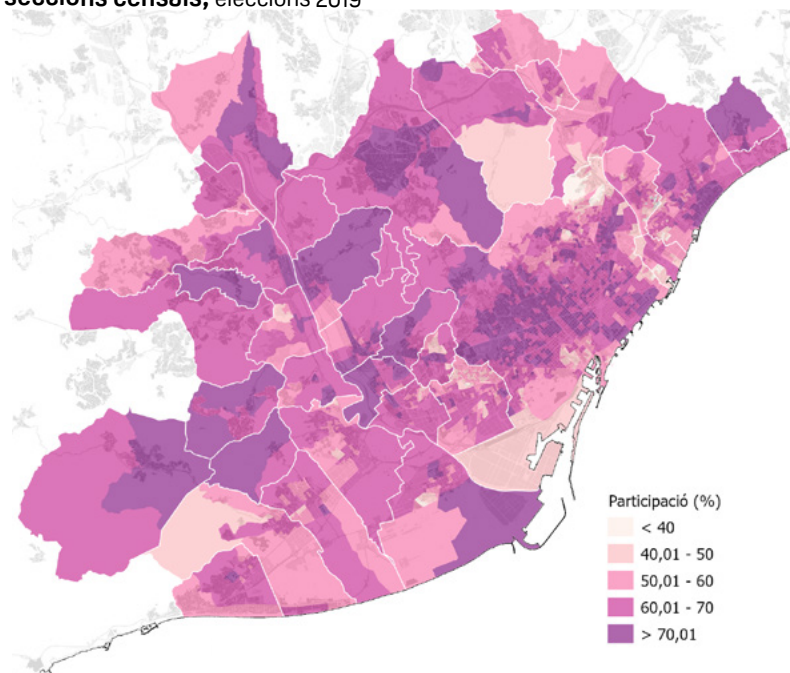 seccions censals, eleccions 2019
Participació (%)
< 40
40,01 - 50
50,01 - 60
60,01 - 70
> 70,01